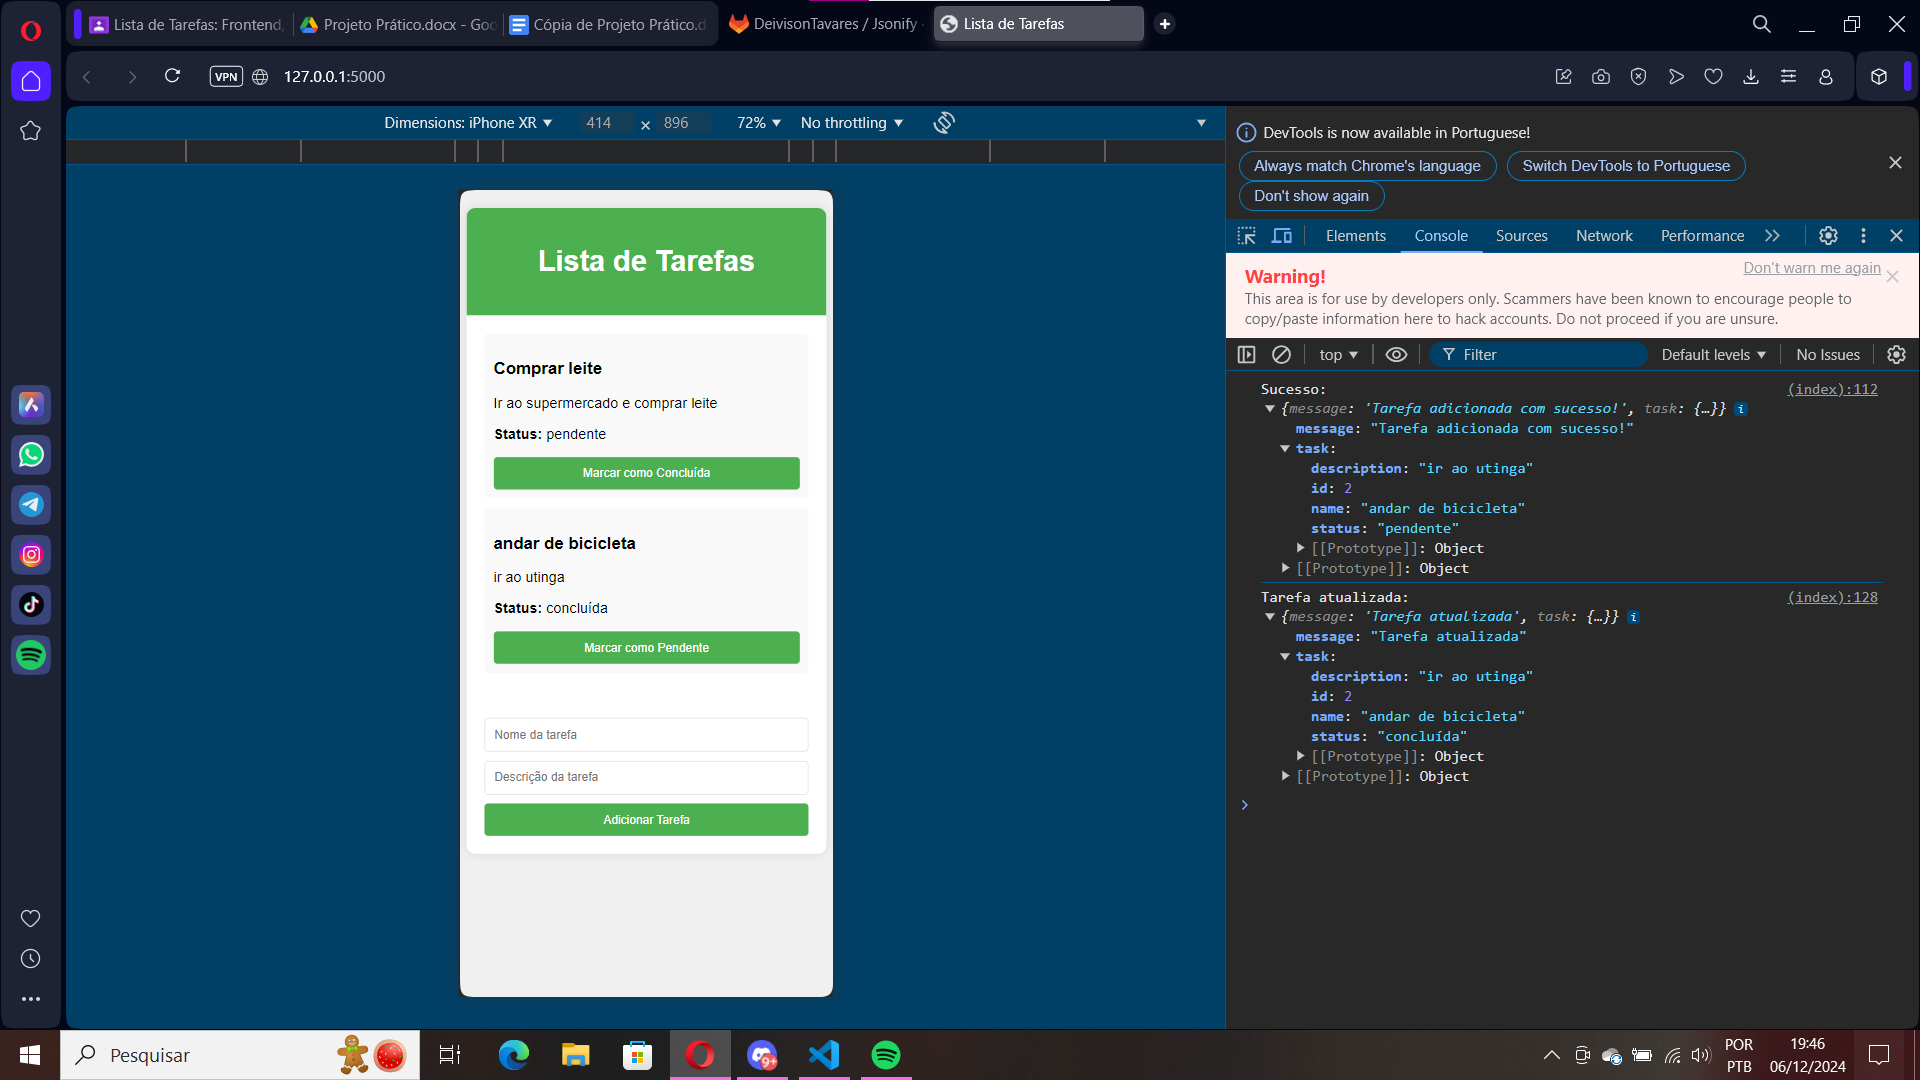 Lista de Tarefas: Frontend,
Projeto Prático.docx - Goo
Cópia de Projeto Prático.d
DeivisonTavares / Jsonify
Lista de Tarefas
VPN
127.0.0.1:5000
Dimensions: iPhone XR
414
×
896
72%
No throttling
Lista de Tarefas
Comprar leite
Ir ao supermercado e comprar leite
Status: pendente
Marcar como Concluída
andar de bicicleta
ir ao utinga
Status: concluída
Marcar como Pendente
Nome da tarefa
Descrição da tarefa
Adicionar Tarefa
DevTools is now available in Portuguese!
Always match Chrome's language
Switch DevTools to Portuguese
Don't show again
Elements
Console
Sources
Network
Performance
Warning!
Don't warn me again
This area is for use by developers only. Scammers have been known to encourage people to
copy/paste information here to hack accounts. Do not proceed if you are unsure.
top
Filter
Default levels
No Issues
Sucesso:
(index):112
{message: 'Tarefa adicionada com sucesso!', task: {…}}
message: "Tarefa adicionada com sucesso!"
task:
description: "ir ao utinga"
id: 2
name: "andar de bicicleta"
status: "pendente"
[[Prototype]]: Object
[[Prototype]]: Object
Tarefa atualizada:
(index):128
{message: 'Tarefa atualizada', task: {…}}
message: "Tarefa atualizada"
task:
description: "ir ao utinga"
id: 2
name: "andar de bicicleta"
status: "concluída"
[[Prototype]]: Object
[[Prototype]]: Object
Pesquisar
9+
POR
PTB
19:46
06/12/2024